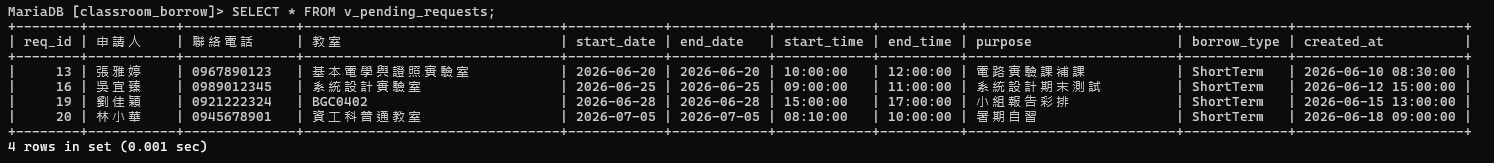 MariaDB [classroom_borrow]> SELECT * FROM v_pending_requests;
+--------+-----------+--------------+--------------------------------+------------+------------+------------+----------+--------------------------+-------------+---------------------+
| req_id | 申請人 | 聯絡電話 | 教室 | start_date | end_date | start_time | end_time | purpose | borrow_type | created_at |
+--------+-----------+--------------+--------------------------------+------------+------------+------------+----------+--------------------------+-------------+---------------------+
| 13 | 張雅婷 | 0967890123 | 基本電學與證照實驗室 | 2026-06-20 | 2026-06-20 | 10:00:00 | 12:00:00 | 電路實驗課補課 | ShortTerm | 2026-06-10 08:30:00 |
| 16 | 吳宜臻 | 0989012345 | 系統設計實驗室 | 2026-06-25 | 2026-06-25 | 09:00:00 | 11:00:00 | 系統設計期末測試 | ShortTerm | 2026-06-12 15:00:00 |
| 19 | 劉佳穎 | 0921222324 | BGC0402 | 2026-06-28 | 2026-06-28 | 15:00:00 | 17:00:00 | 小組報告彩排 | ShortTerm | 2026-06-15 13:00:00 |
| 20 | 林小華 | 0945678901 | 資工科普通教室 | 2026-07-05 | 2026-07-05 | 08:10:00 | 10:00:00 | 暑期自習 | ShortTerm | 2026-06-18 09:00:00 |
+--------+-----------+--------------+--------------------------------+------------+------------+------------+----------+--------------------------+-------------+---------------------+
4 rows in set (0.001 sec)